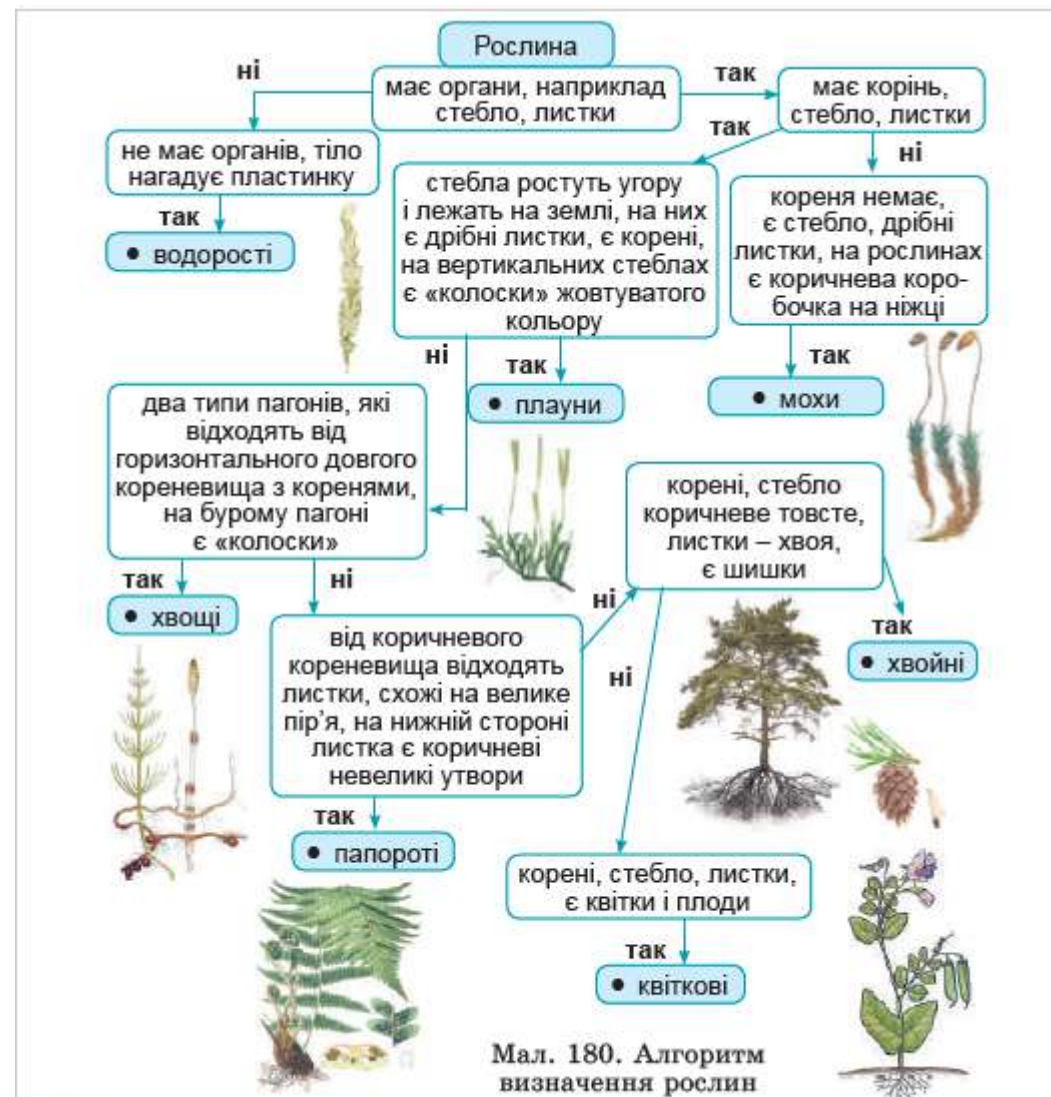 Рослина
ні
має органи, наприклад
стебло, листки
так
має корінь,
стебло, листки
так
ні
не має органів, тіло
нагадує пластинку
так
• водорості
стебла ростуть угору
і лежать на землі, на них
є дрібні листки, є корені,
на вертикальних стеблах
є «колоски» жовтуватого
кольору
кореня немає,
є стебло, дрібні
листки, на рослинах
є коричнева коро-
бочка на ніжці
ні
так
• плауни
так
• мохи
два типи пагонів, які
відходять від
горизонтального довгого
кореневища з коренями,
на бурому пагоні
є «колоски»
так
• хвощі
ні
корені, стебло
коричневе товсте,
листки – хвоя,
є шишки
ні
так
• хвойні
від коричневого
кореневища відходять
листки, схожі на велике
пір’я, на нижній стороні
листка є коричневі
невеликі утвори
ні
так
• папороті
корені, стебло, листки,
є квітки і плоди
так
• квіткові
Мал. 180. Алгоритм
визначення рослин